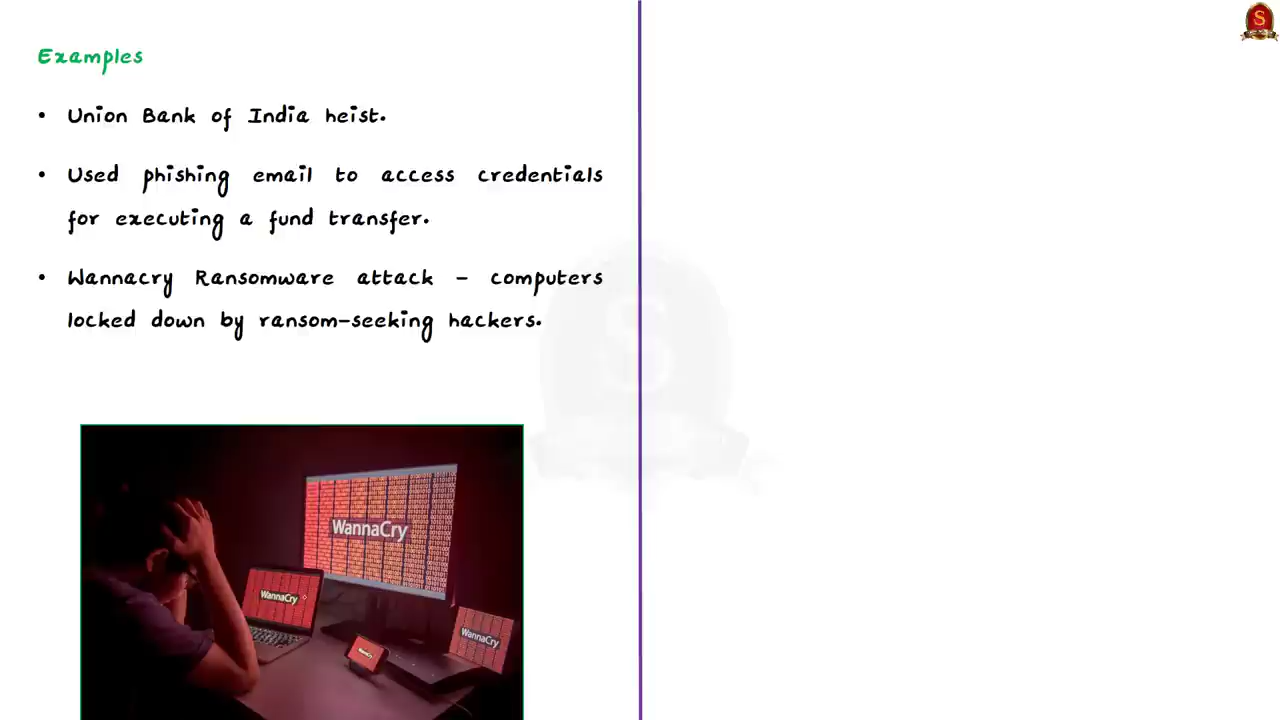 Examples
• Union Bank of India heist.
• Used phishing email to access credentials
for executing a fund transfer.
• Wannacry Ransomware attack – computers
locked down by ransom-seeking hackers.
WannaCry
WannaCry
WannaCry
WannaCry
S